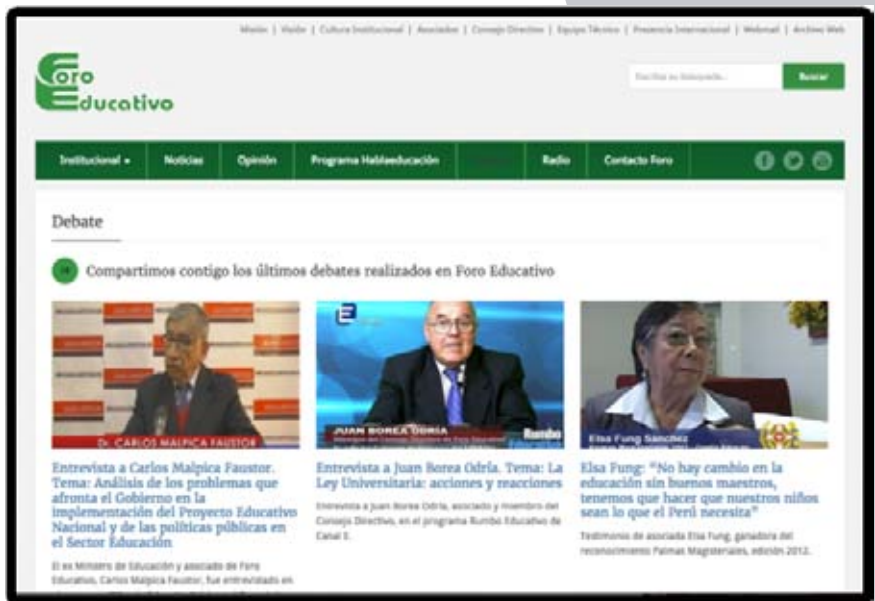 Misión | Visión | Cultura Institucional | Asociados | Consejo Directivo | Equipo Técnico | Presencia Internacional | Webmail | Archivo Web
Foro
Educativo
Escriba su búsqueda...
Buscar
Institucional
Noticias
Opinión
Programa Hablaeducación
Radio
Contacto Foro
Debate
Compartimos contigo los últimos debates realizados en Foro Educativo
Dr. CARLOS MALPICA FAUSTOR
JUAN BOREA ODRÍA
Rumbo
Elsa Fung Sánchez
Entrevista a Carlos Malpica Faustor.
Tema: Análisis de los problemas que
afronta el Gobierno en la
implementación del Proyecto Educativo
Nacional y de las políticas públicas en
el Sector Educación
El ex Ministro de Educación y asociado de Foro
Educativo, Carlos Malpica Faustor, fue entrevistado en
Entrevista a Juan Borea Odría. Tema: La
Ley Universitaria: acciones y reacciones
Entrevista a Juan Borea Odría, asociado y miembro del
Consejo Directivo, en el programa Rumbo Educativo de
Canal E.
Elsa Fung: “No hay cambio en la
educación sin buenos maestros,
tenemos que hacer que nuestros niños
sean lo que el Perú necesita”
Testimonio de asociada Elsa Fung, ganadora del
reconocimiento Palmas Magisteriales, edición 2012.